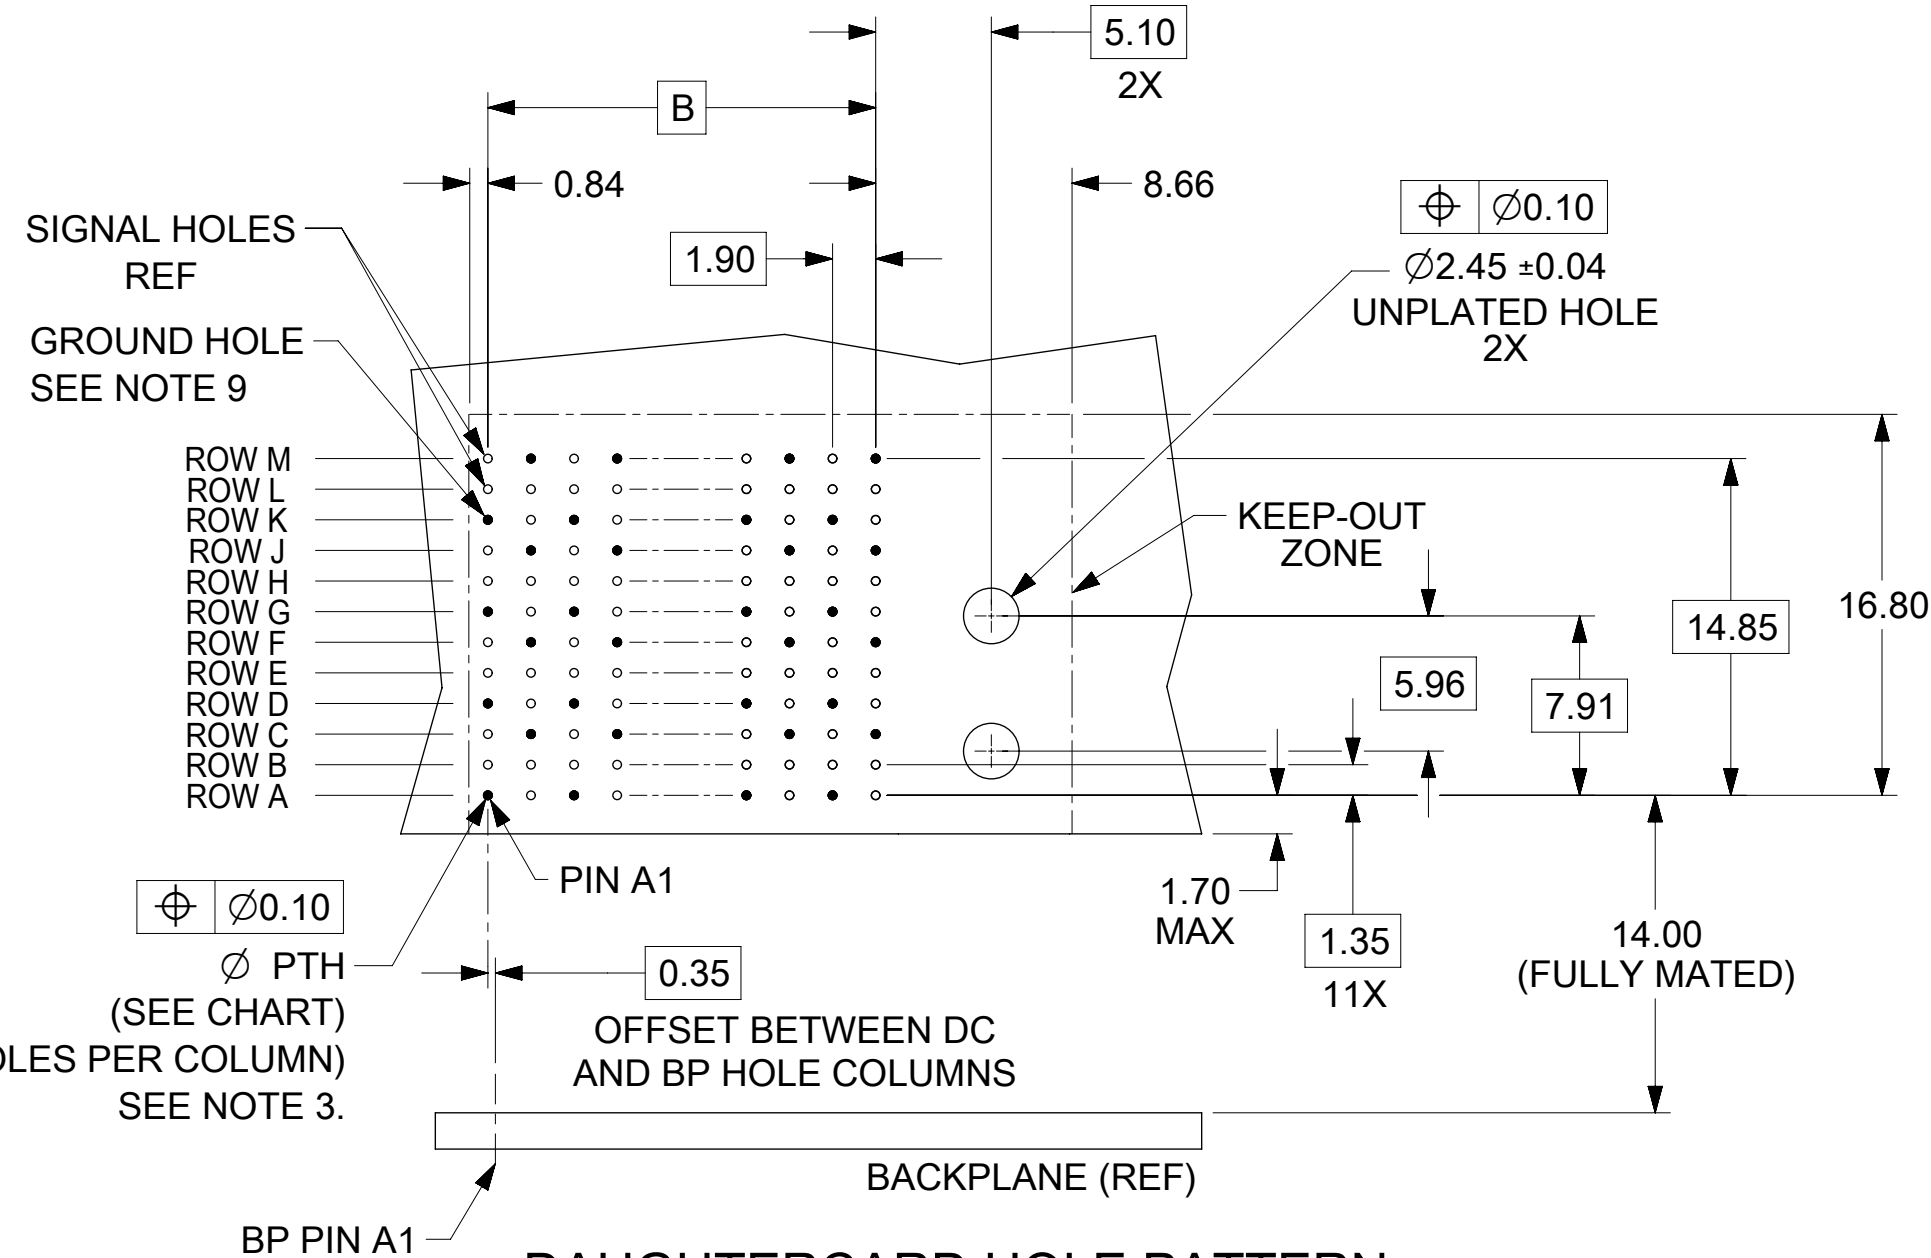 5.10
2X
B
0.84
8.66
⌖ ∅0.10
SIGNAL HOLES
REF
1.90
∅2.45 ±0.04
UNPLATED HOLE
2X
GROUND HOLE
SEE NOTE 9
ROW M
ROW L
ROW K
ROW J
ROW H
ROW G
ROW F
ROW E
ROW D
ROW C
ROW B
ROW A
KEEP-OUT
ZONE
16.80
14.85
5.96
7.91
PIN A1
1.70
MAX
1.35
11X
14.00
(FULLY MATED)
⌖ ∅0.10
∅ PTH
(SEE CHART)
PER COLUMN)
SEE NOTE 3.
0.35
OFFSET BETWEEN DC
AND BP HOLE COLUMNS
BACKPLANE (REF)
BP PIN A1